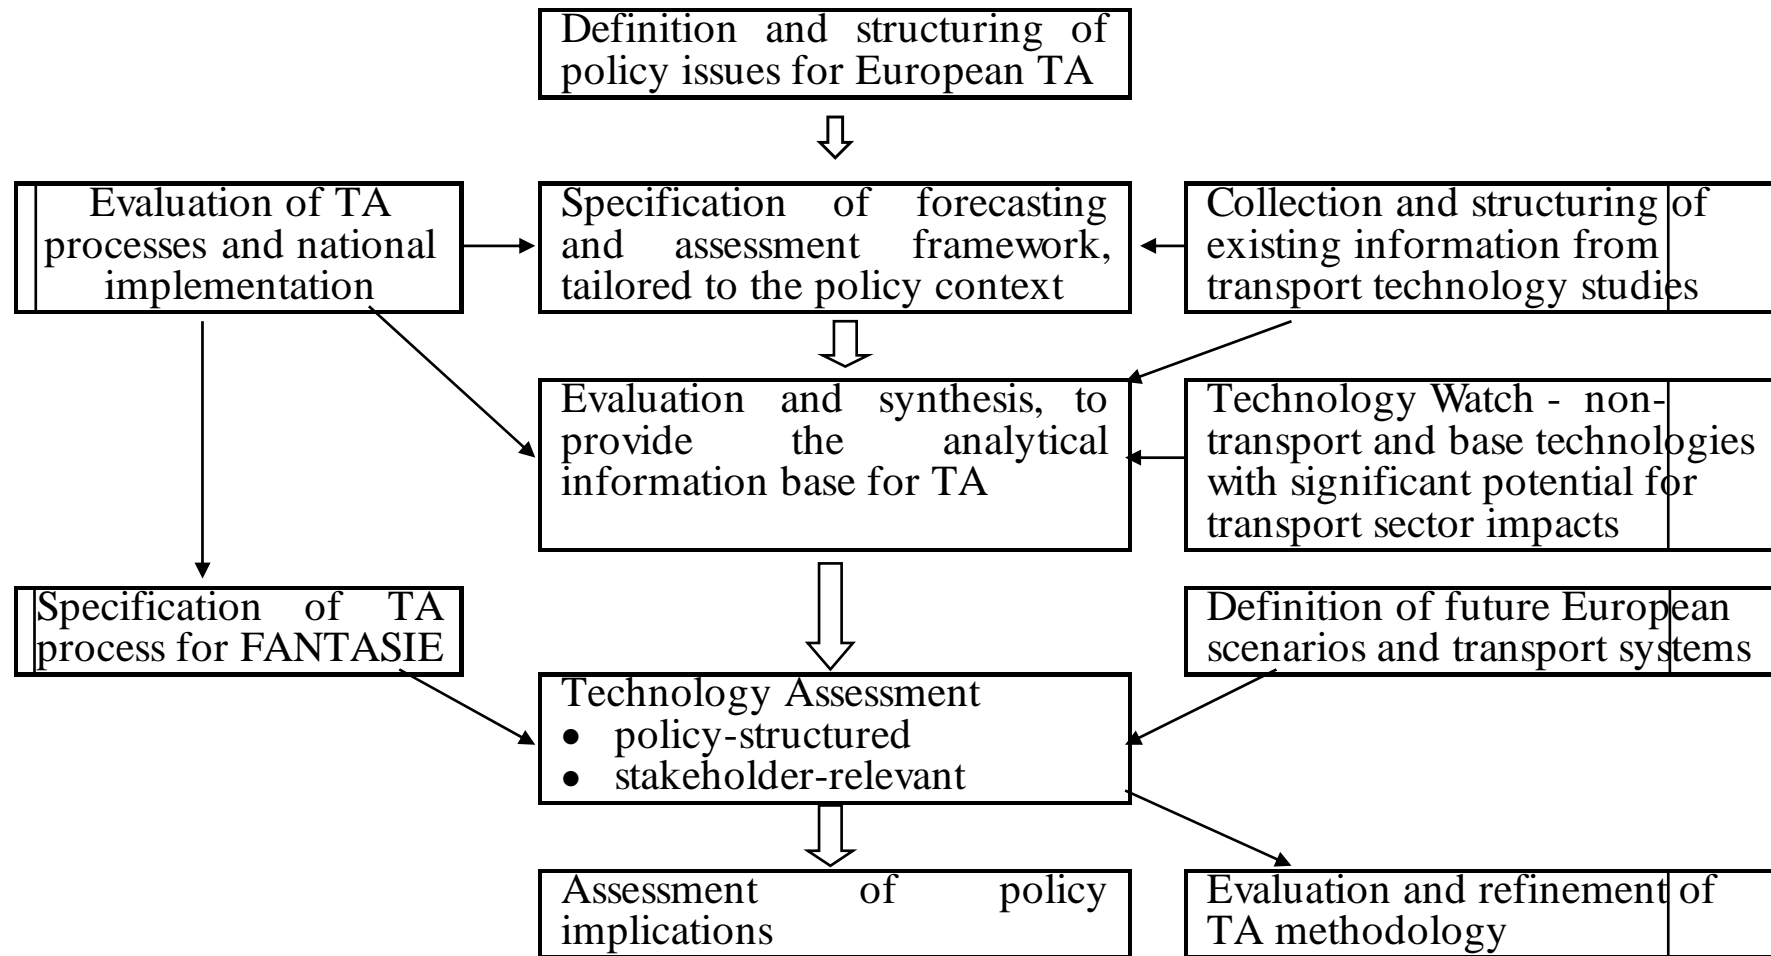 Definition and structuring of
policy issues for European TA
Evaluation of TA
processes and national
implementation
Specification of forecasting
and assessment framework,
tailored to the policy context
Collection and structuring of
existing information from
transport technology studies
Evaluation and synthesis, to
provide the analytical
information base for TA
Technology Watch - non-
transport and base technologies
with significant potential for
transport sector impacts
Specification of TA
process for FANTASIE
Definition of future European
scenarios and transport systems
Technology Assessment
• policy-structured
• stakeholder-relevant
Assessment of policy
implications
Evaluation and refinement of
TA methodology